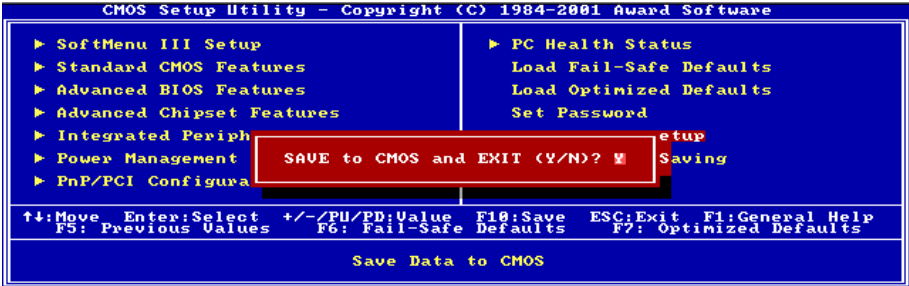 CMOS Setup Utility - Copyright (C) 1984-2001 Award Software
► SoftMenu III Setup
► Standard CMOS Features
► Advanced BIOS Features
► Advanced Chipset Features
► Integrated Periph
► Power Management
► PnP/PCI Configura
► PC Health Status
Load Fail-Safe Defaults
Load Optimized Defaults
Set Password
etup
Saving
SAVE to CMOS and EXIT (Y/N)? Y
↑↓:Move Enter:Select +/-/PU/PD:Value F10:Save ESC:Exit F1:General Help
F5: Previous Values F6: Fail-Safe Defaults F7: Optimized Defaults
Save Data to CMOS